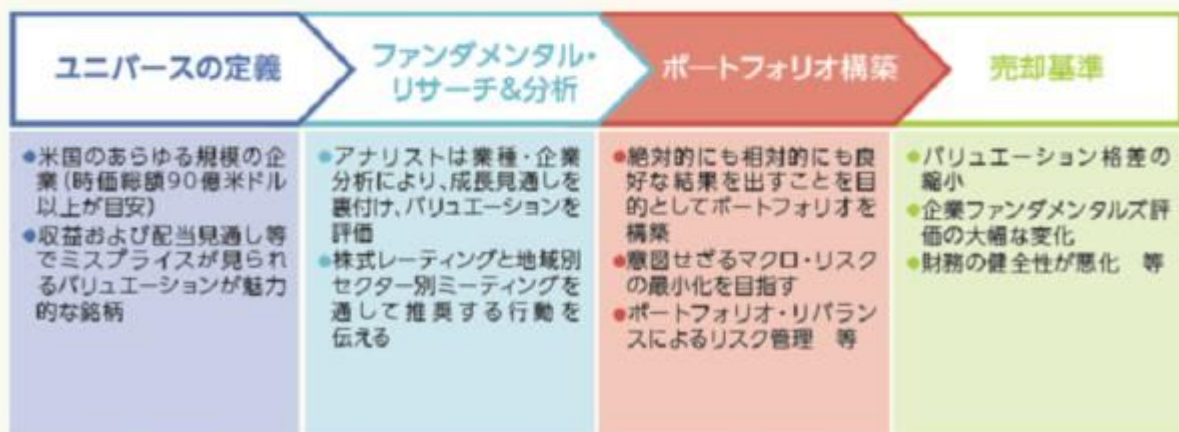 ユニバースの定義
ファンダメンタル・
リサーチ&分析
ポートフォリオ構築
売却基準
●米国のあらゆる規模の企
業(時価総額90億米ドル
以上が目安)
●収益および配当見通し等
でミスプライスが見られ
るバリュエーションが魅力
的な銘柄
●アナリストは業種・企業
分析により、成長見通しを
裏付け、バリュエーションを
評価
●株式レーティングと地域別
セクター別ミーティングを
通して推奨する行動を
伝える
●絶対的にも相対的にも良
好な結果を出すことを目
的としてポートフォリオを
構築
●意図せざるマクロ・リスク
の最小化を目指す
●ポートフォリオ・リバラン
スによるリスク管理 等
●バリュエーション格差の
縮小
●企業ファンダメンタルズ評
価の大幅な変化
●財務の健全性が悪化 等